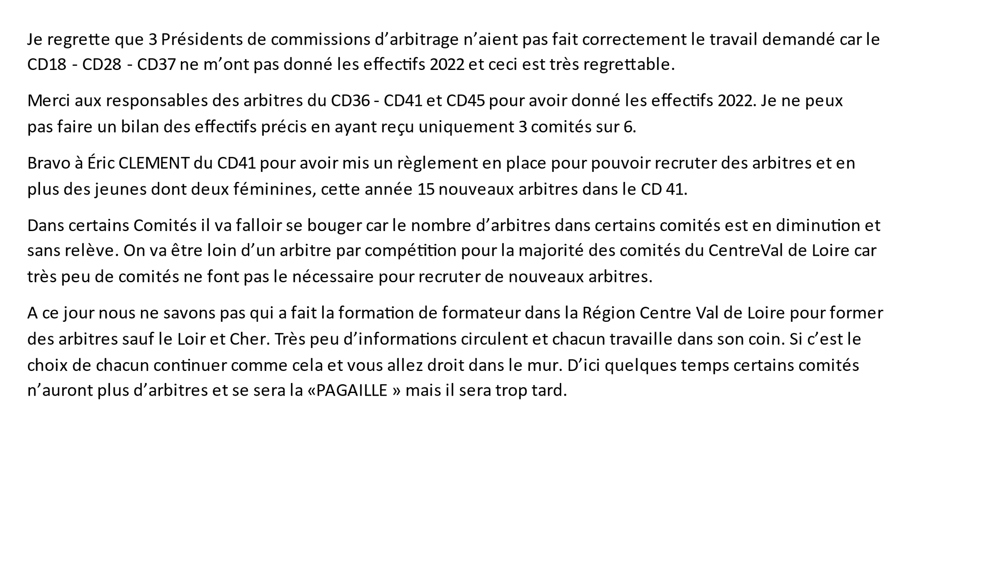 Je regrette que 3 Présidents de commissions d’arbitrage n’aient pas fait correctement le travail demandé car le
CD18 - CD28 - CD37 ne m’ont pas donné les effectifs 2022 et ceci est très regrettable.
Merci aux responsables des arbitres du CD36 - CD41 et CD45 pour avoir donné les effectifs 2022. Je ne peux
pas faire un bilan des effectifs précis en ayant reçu uniquement 3 comités sur 6.
Bravo à Éric CLEMENT du CD41 pour avoir mis un règlement en place pour pouvoir recruter des arbitres et en
plus des jeunes dont deux féminines, cette année 15 nouveaux arbitres dans le CD 41.
Dans certains Comités il va falloir se bouger car le nombre d’arbitres dans certains comités est en diminution et
sans relève. On va être loin d’un arbitre par compétition pour la majorité des comités du CentreVal de Loire car
très peu de comités ne font pas le nécessaire pour recruter de nouveaux arbitres.
A ce jour nous ne savons pas qui a fait la formation de formateur dans la Région Centre Val de Loire pour former
des arbitres sauf le Loir et Cher. Très peu d’informations circulent et chacun travaille dans son coin. Si c’est le
choix de chacun continuer comme cela et vous allez droit dans le mur. D’ici quelques temps certains comités
n’auront plus d’arbitres et se sera la «PAGAILLE » mais il sera trop tard.